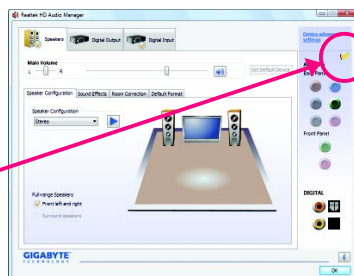 Realtek HD Audio Manager
Speakers
Digital Output
Digital Input
Device advanced settings
Main Volume
L
R
Set Default Device
Speaker Configuration
Sound Effects
Room Correction
Default Format
Speaker Configuration
Stereo
Full-range Speakers
Front left and right
Surround speakers
Back Panel
Front Panel
DIGITAL
GIGABYTE
TECHNOLOGY
OK